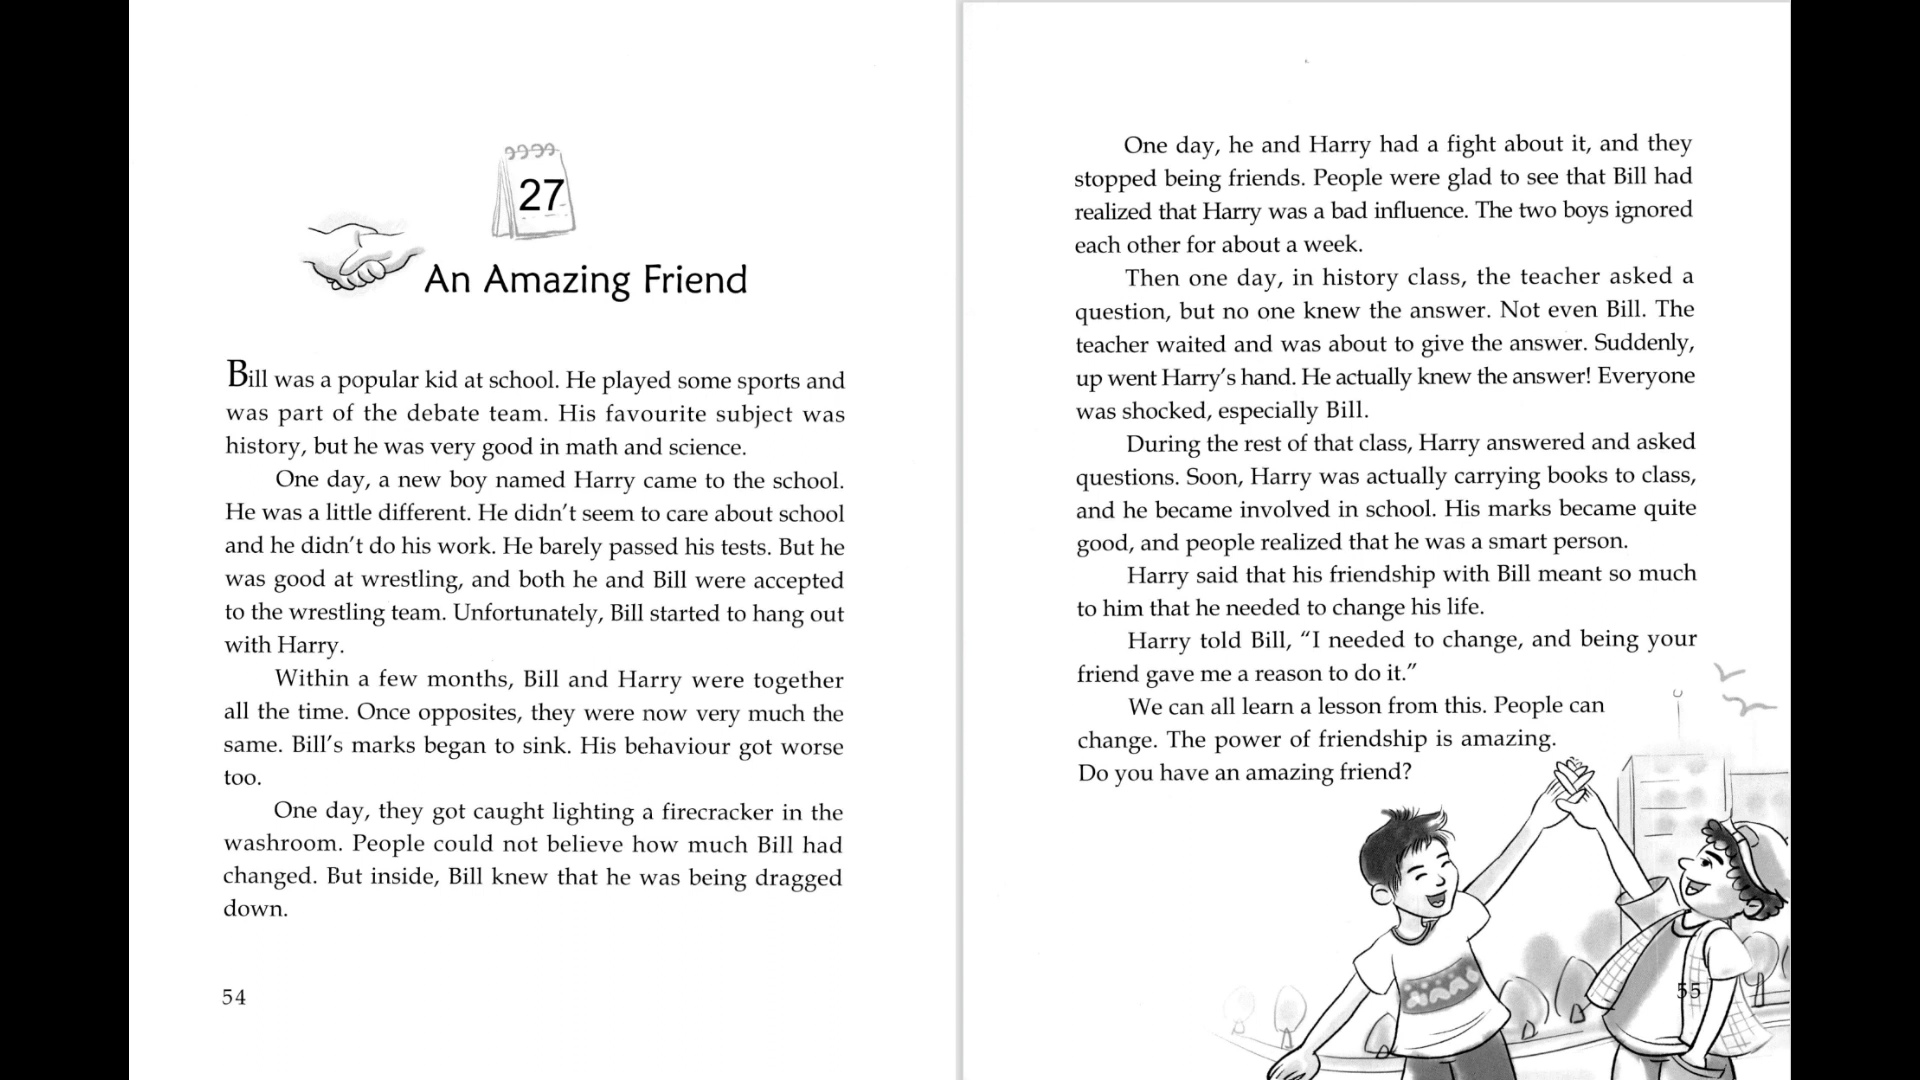 27
An Amazing Friend
Bill was a popular kid at school. He played some sports and
was part of the debate team. His favourite subject was
history, but he was very good in math and science.
One day, a new boy named Harry came to the school.
He was a little different. He didn't seem to care about school
and he didn't do his work. He barely passed his tests. But he
was good at wrestling, and both he and Bill were accepted
to the wrestling team. Unfortunately, Bill started to hang out
with Harry.
Within a few months, Bill and Harry were together
all the time. Once opposites, they were now very much the
same. Bill's marks began to sink. His behaviour got worse
too.
One day, they got caught lighting a firecracker in the
washroom. People could not believe how much Bill had
changed. But inside, Bill knew that he was being dragged
down.
54
One day, he and Harry had a fight about it, and they
stopped being friends. People were glad to see that Bill had
realized that Harry was a bad influence. The two boys ignored
each other for about a week.
Then one day, in history class, the teacher asked a
question, but no one knew the answer. Not even Bill. The
teacher waited and was about to give the answer. Suddenly,
up went Harry's hand. He actually knew the answer! Everyone
was shocked, especially Bill.
During the rest of that class, Harry answered and asked
questions. Soon, Harry was actually carrying books to class,
and he became involved in school. His marks became quite
good, and people realized that he was a smart person.
Harry said that his friendship with Bill meant so much
to him that he needed to change his life.
Harry told Bill, "I needed to change, and being your
friend gave me a reason to do it."
We can all learn a lesson from this. People can
change. The power of friendship is amazing.
Do you have an amazing friend?
55